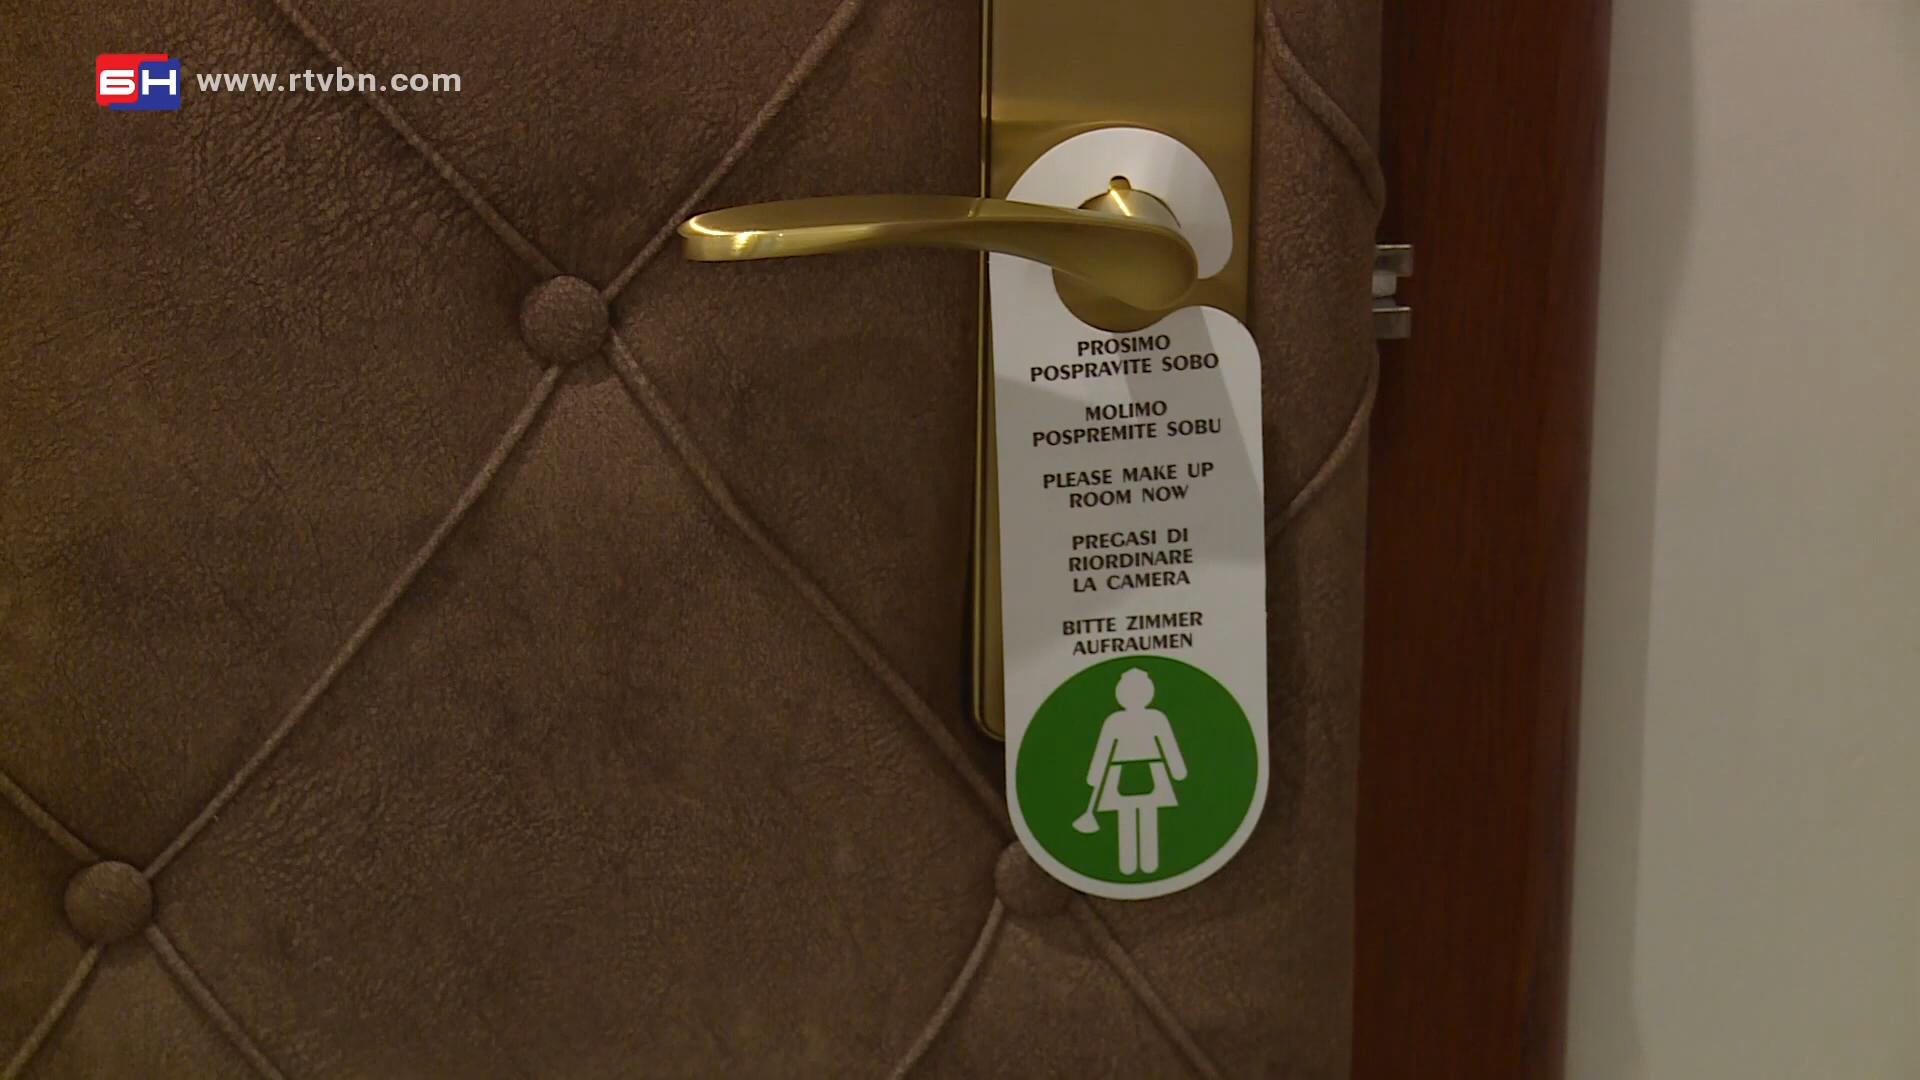 БН www.rtvbn.com
PROSIMO
POSPRAVITE SOBO
MOLIMO
POSPREMITE SOBU
PLEASE MAKE UP
ROOM NOW
PREGASI DI
RIORDINARE
LA CAMERA
BITTE ZIMMER
AUFRAUMEN